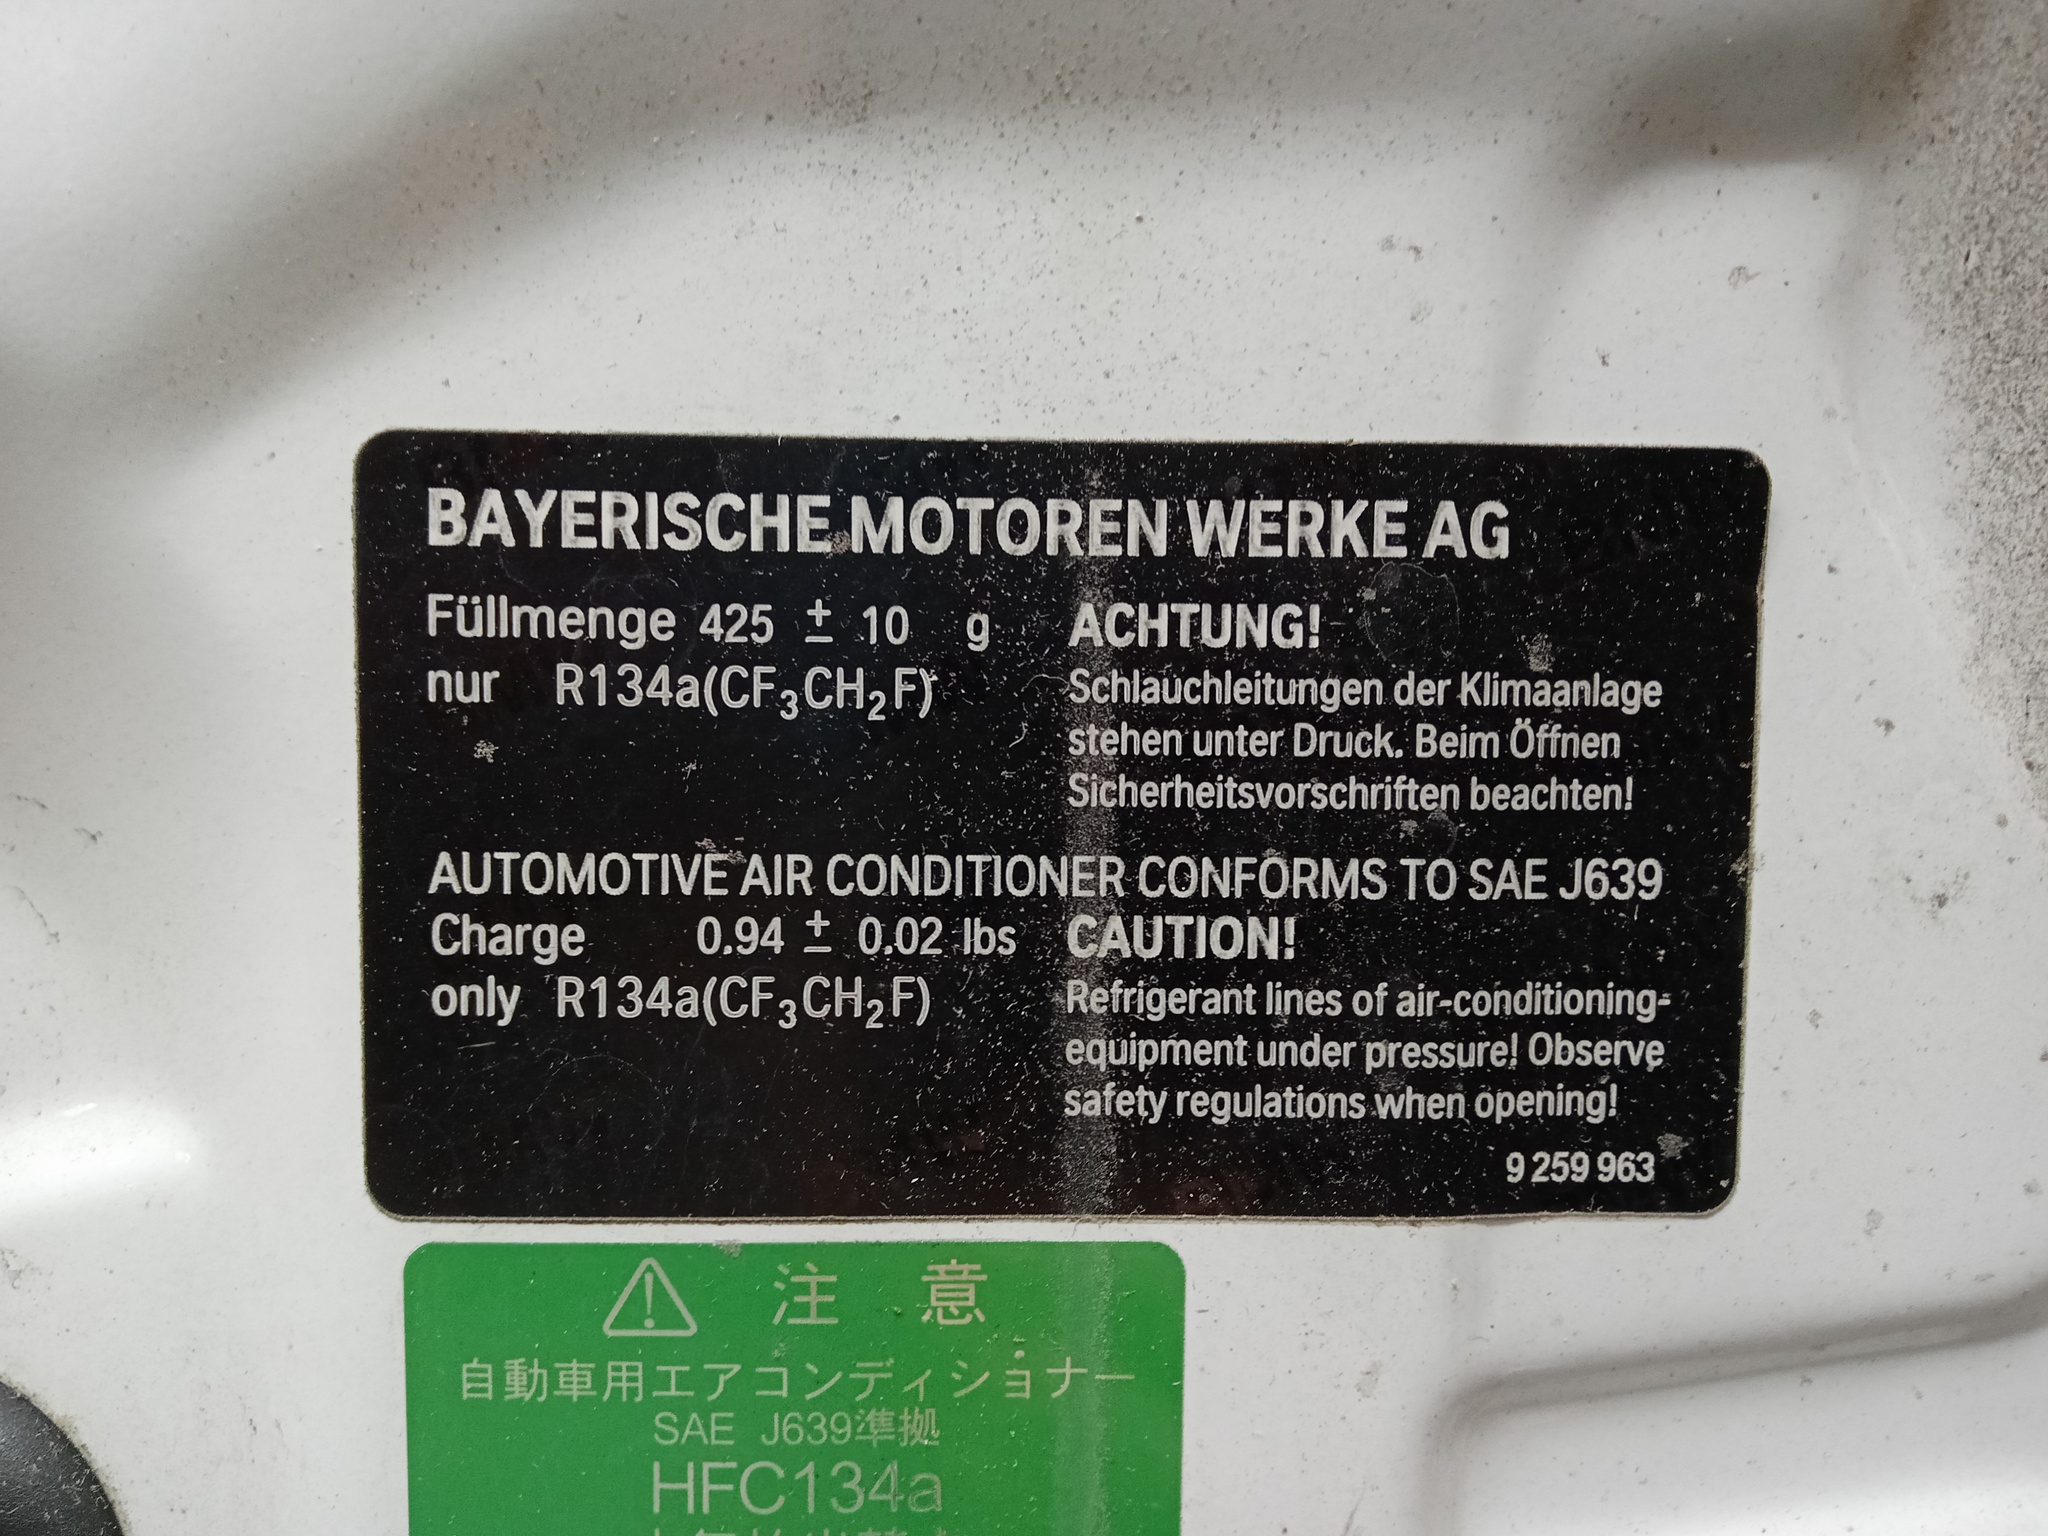 BAYERISCHE MOTOREN WERKE AG
Füllmenge 425 ± 10 g
nur R134a(CF₃CH₂F)
ACHTUNG!
Schlauchleitungen der Klimaanlage
stehen unter Druck. Beim Öffnen
Sicherheitsvorschriften beachten!
AUTOMOTIVE AIR CONDITIONER CONFORMS TO SAE J639
Charge 0.94 ± 0.02 lbs
only R134a(CF₃CH₂F)
CAUTION!
Refrigerant lines of air-conditioning-
equipment under pressure! Observe
safety regulations when opening!
9 259 963
注 意
自動車用エアコンディショナー
SAE J639準拠
HFC134a